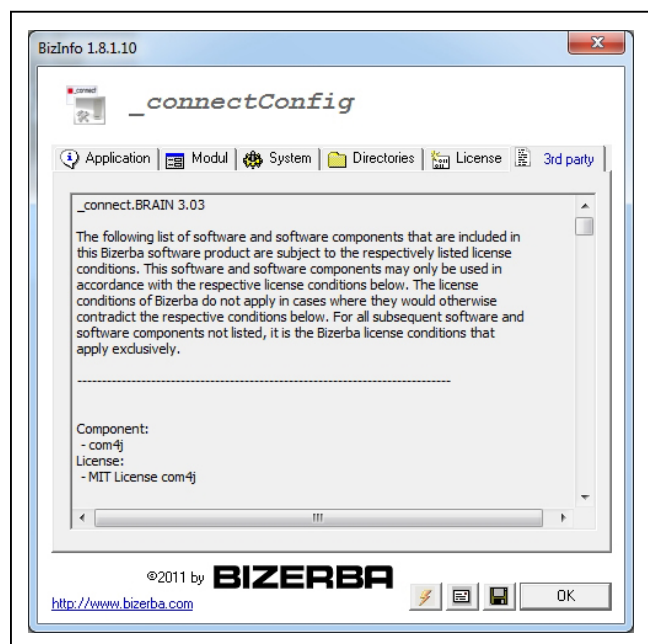 BizInfo 1.8.1.10
_connect
_connectConfig
Application Modul System Directories License 3rd party
_connect.BRAIN 3.03
The following list of software and software components that are included in
this Bizerba software product are subject to the respectively listed license
conditions. This software and software components may only be used in
accordance with the respective license conditions below. The license
conditions of Bizerba do not apply in cases where they would otherwise
contradict the respective conditions below. For all subsequent software and
software components not listed, it is the Bizerba license conditions that
apply exclusively.
----------------------------------------------------------------------------
Component:
- com4j
License:
- MIT License com4j
©2011 by BIZERBA
http://www.bizerba.com
OK